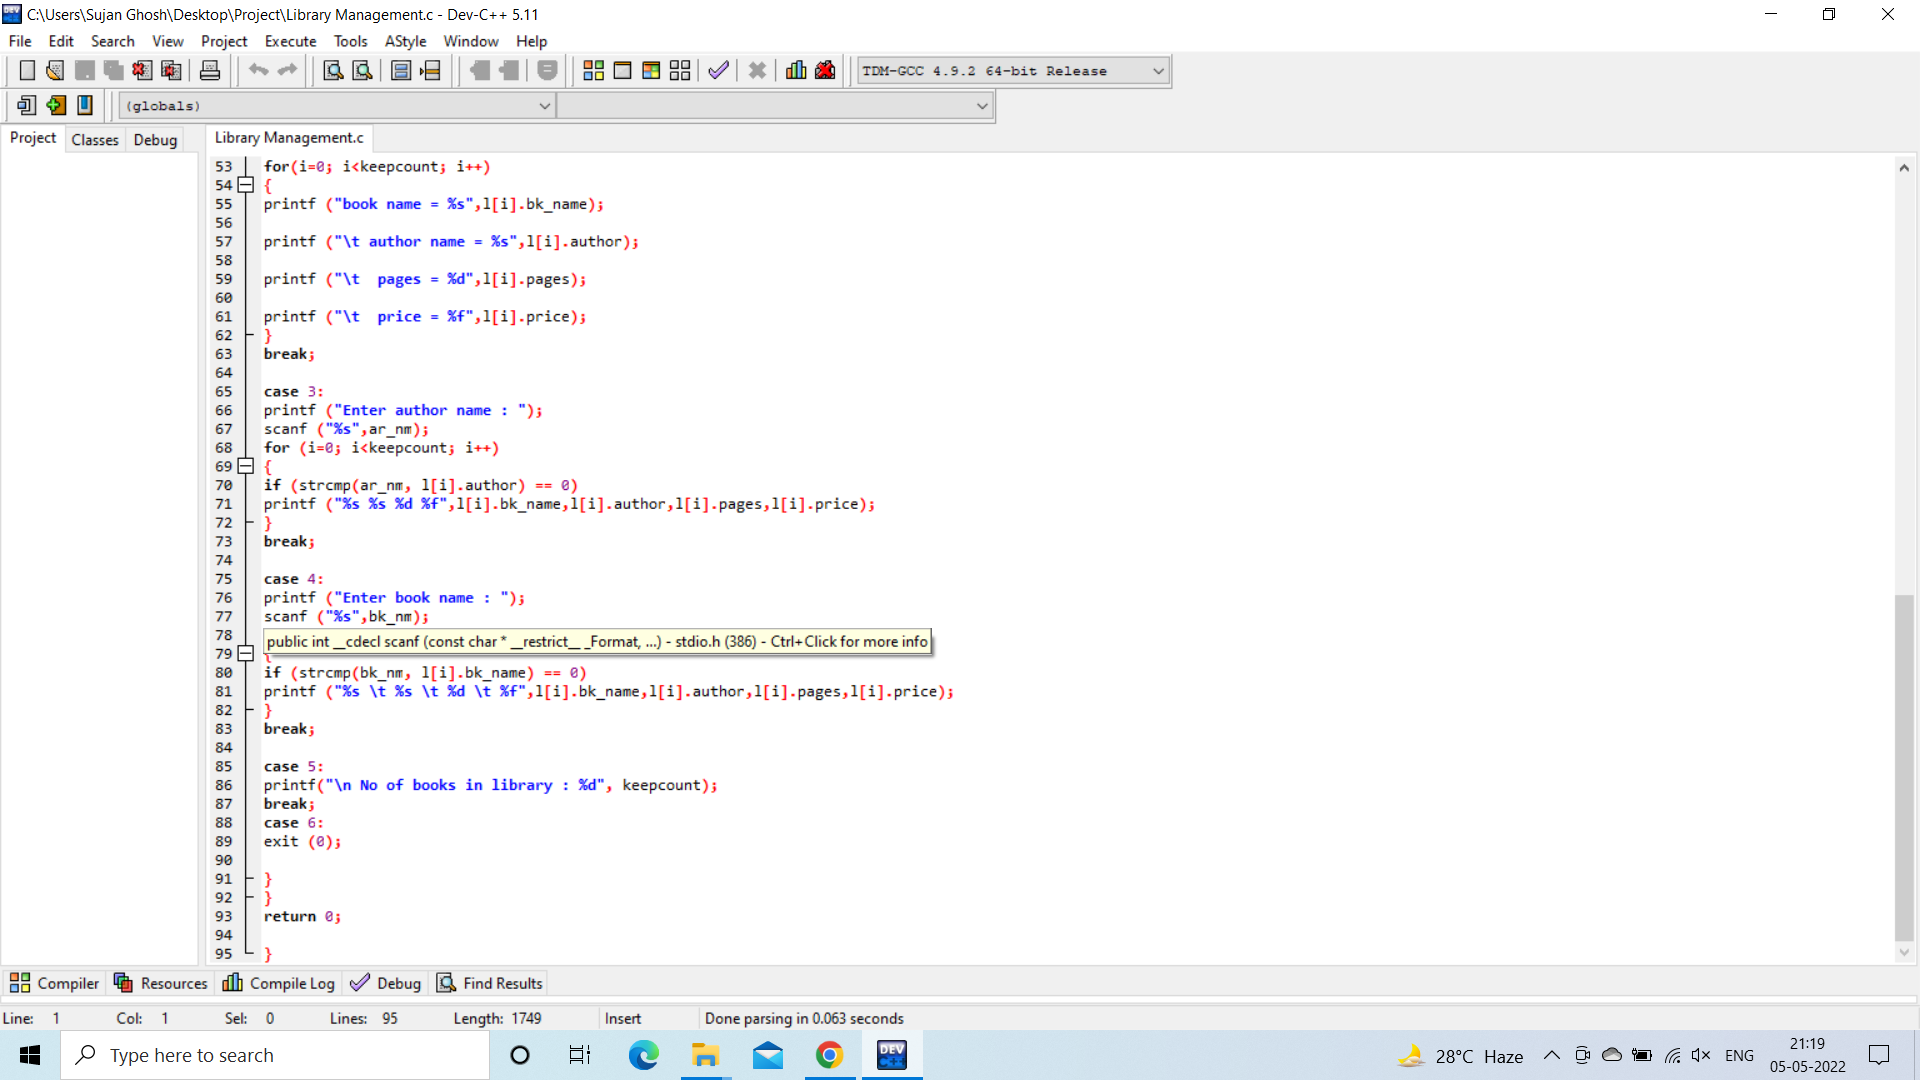 C:\Users\Sujan Ghosh\Desktop\Project\Library Management.c - Dev-C++ 5.11
File Edit Search View Project Execute Tools AStyle Window Help
TDM-GCC 4.9.2 64-bit Release
(globals)
Project Classes Debug
Library Management.c
53 for(i=0; i<keepcount; i++)
54 {
55 printf ("book name = %s",l[i].bk_name);
56
57 printf ("\t author name = %s",l[i].author);
58
59 printf ("\t  pages = %d",l[i].pages);
60
61 printf ("\t  price = %f",l[i].price);
62 }
63 break;
64
65 case 3:
66 printf ("Enter author name : ");
67 scanf ("%s",ar_nm);
68 for (i=0; i<keepcount; i++)
69 {
70 if (strcmp(ar_nm, l[i].author) == 0)
71 printf ("%s %s %d %f",l[i].bk_name,l[i].author,l[i].pages,l[i].price);
72 }
73 break;
74
75 case 4:
76 printf ("Enter book name : ");
77 scanf ("%s",bk_nm);
78
public int __cdecl scanf (const char * __restrict__ _Format, ...) - stdio.h (386) - Ctrl+Click for more info
79 {
80 if (strcmp(bk_nm, l[i].bk_name) == 0)
81 printf ("%s \t %s \t %d \t %f",l[i].bk_name,l[i].author,l[i].pages,l[i].price);
82 }
83 break;
84
85 case 5:
86 printf("\n No of books in library : %d", keepcount);
87 break;
88 case 6:
89 exit (0);
90
91 }
92 }
93 return 0;
94
95 }
Compiler Resources Compile Log Debug Find Results
Line: 1 Col: 1 Sel: 0 Lines: 95 Length: 1749 Insert Done parsing in 0.063 seconds
Type here to search
DEV C++
28°C Haze
ENG
21:19
05-05-2022